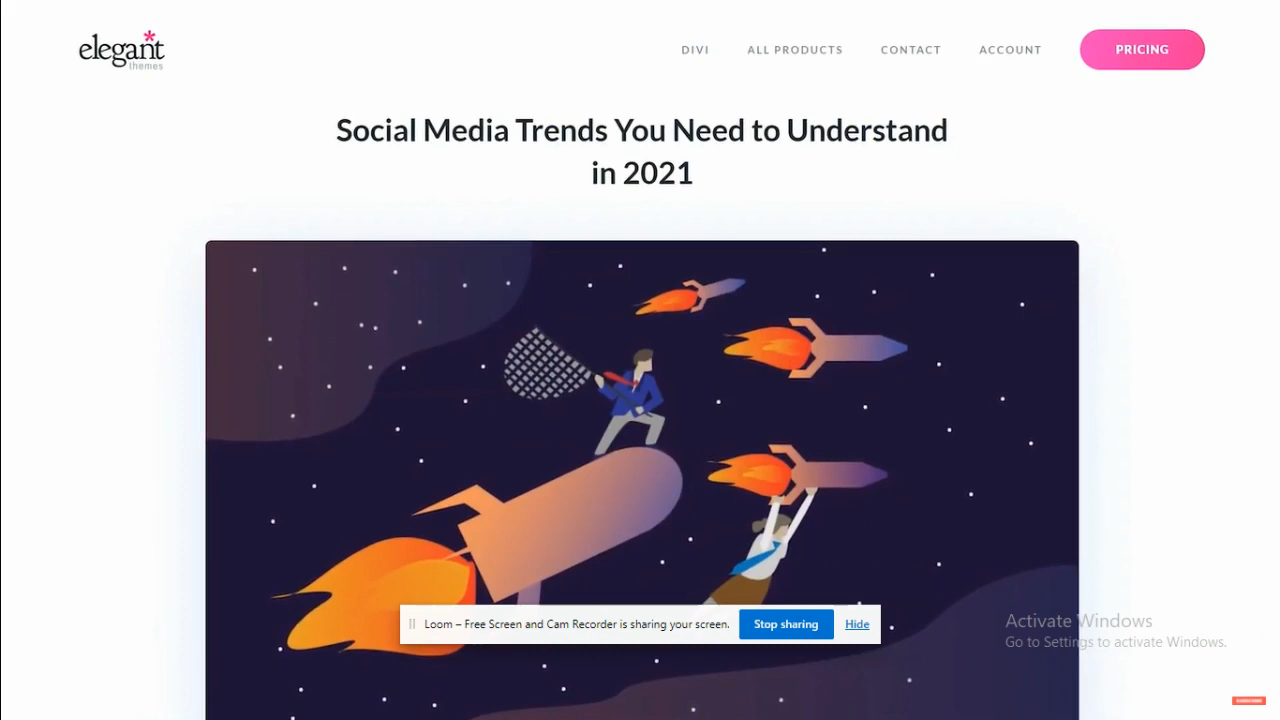 elegant
themes
DIVI ALL PRODUCTS CONTACT ACCOUNT PRICING
Social Media Trends You Need to Understand
in 2021
Loom – Free Screen and Cam Recorder is sharing your screen. Stop sharing Hide
Activate Windows
Go to Settings to activate Windows.